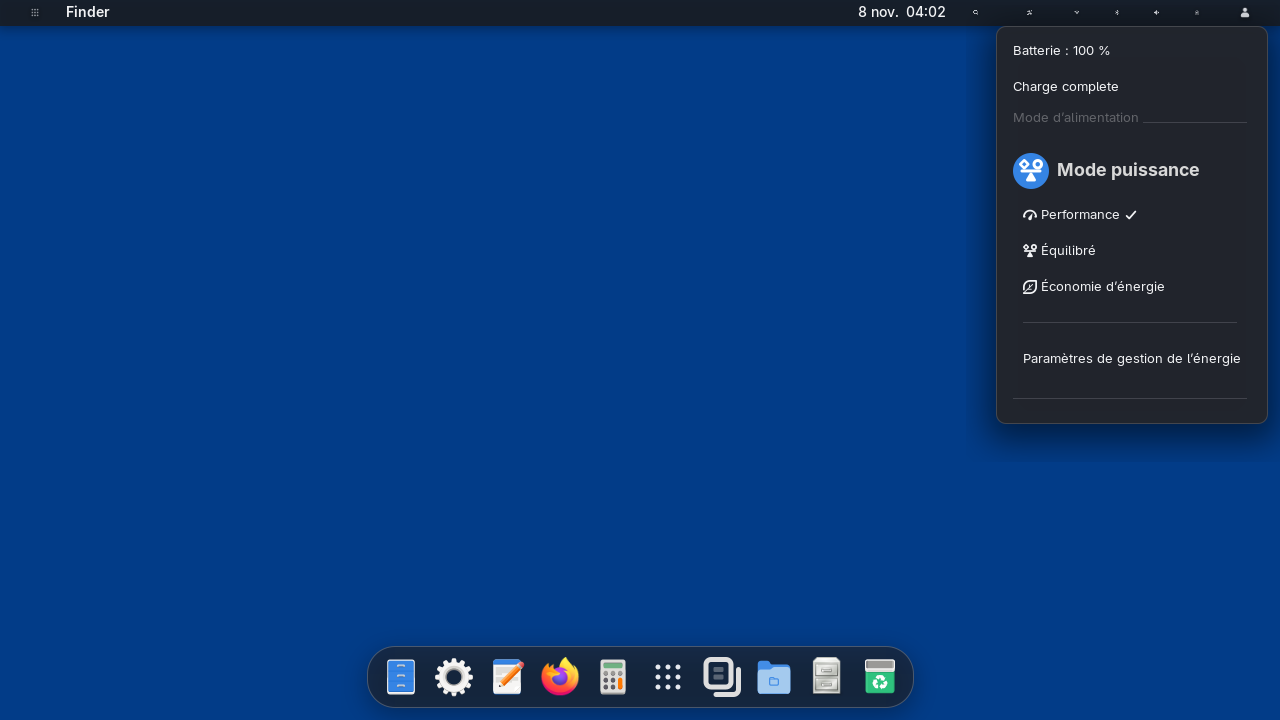 Finder
8 nov. 04:02
Batterie : 100 %
Charge complete
Mode d’alimentation
Mode puissance
Performance
Équilibré
Économie d’énergie
Paramètres de gestion de l’énergie